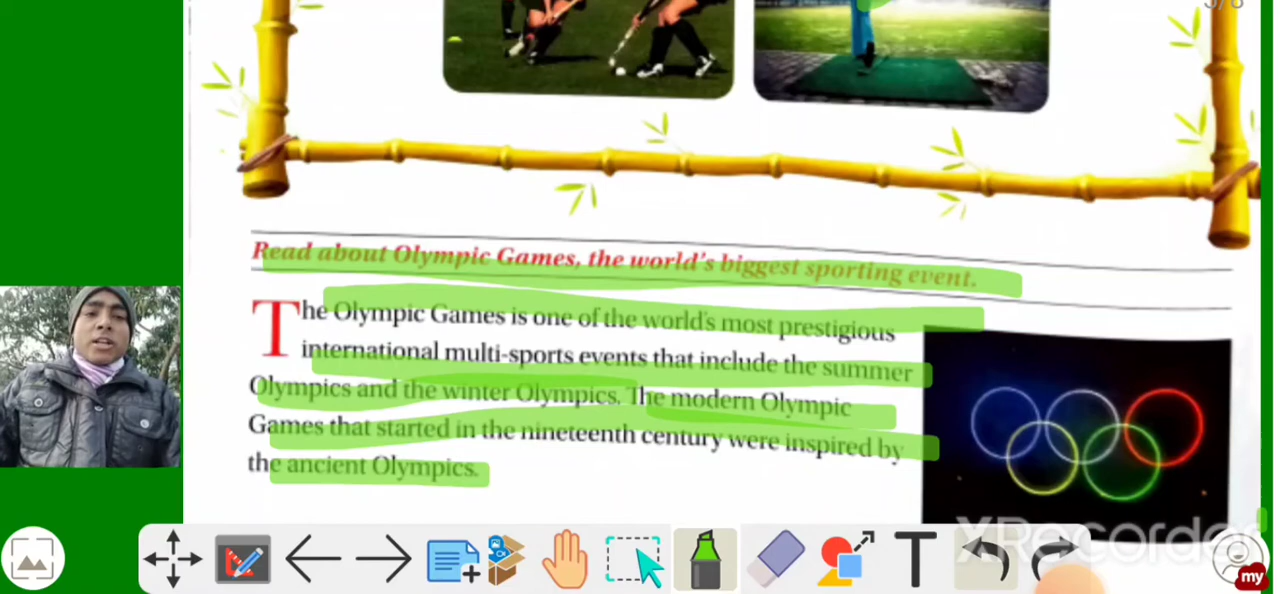 Read about Olympic Games, the world's biggest sporting event.
The Olympic Games is one of the world's most prestigious
international multi-sports events that include the summer
Olympics and the winter Olympics. The modern Olympic
Games that started in the nineteenth century were inspired by
the ancient Olympics.
XRecorder
my